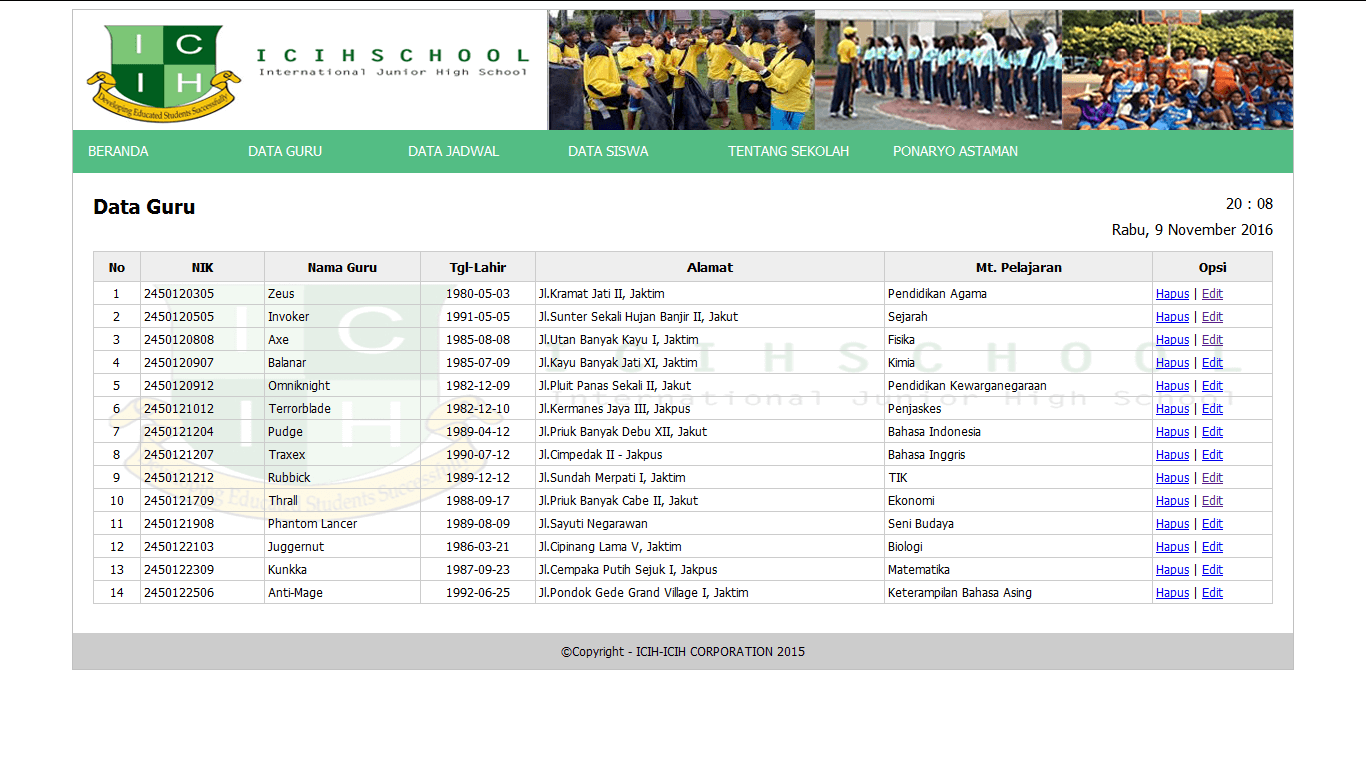 I C
I H
Developing Educated Students Successfully
ICIHSCHOOL
International Junior High School
BERANDA DATA GURU DATA JADWAL DATA SISWA TENTANG SEKOLAH PONARYO ASTAMAN
Data Guru
20 : 08
Rabu, 9 November 2016
No NIK Nama Guru Tgl-Lahir Alamat Mt. Pelajaran Opsi
1 2450120305 Zeus 1980-05-03 Jl.Kramat Jati II, Jaktim Pendidikan Agama Hapus | Edit
2 2450120505 Invoker 1991-05-05 Jl.Sunter Sekali Hujan Banjir II, Jakut Sejarah Hapus | Edit
3 2450120808 Axe 1985-08-08 Jl.Utan Banyak Kayu I, Jaktim Fisika Hapus | Edit
4 2450120907 Balanar 1985-07-09 Jl.Kayu Banyak Jati XI, Jaktim Kimia Hapus | Edit
5 2450120912 Omniknight 1982-12-09 Jl.Pluit Panas Sekali II, Jakut Pendidikan Kewarganegaraan Hapus | Edit
6 2450121012 Terrorblade 1982-12-10 Jl.Kermanes Jaya III, Jakpus Penjaskes Hapus | Edit
7 2450121204 Pudge 1989-04-12 Jl.Priuk Banyak Debu XII, Jakut Bahasa Indonesia Hapus | Edit
8 2450121207 Traxex 1990-07-12 Jl.Cimpedak II - Jakpus Bahasa Inggris Hapus | Edit
9 2450121212 Rubbick 1989-12-12 Jl.Sundah Merpati I, Jaktim TIK Hapus | Edit
10 2450121709 Thrall 1988-09-17 Jl.Priuk Banyak Cabe II, Jakut Ekonomi Hapus | Edit
11 2450121908 Phantom Lancer 1989-08-09 Jl.Sayuti Negarawan Seni Budaya Hapus | Edit
12 2450122103 Juggernut 1986-03-21 Jl.Cipinang Lama V, Jaktim Biologi Hapus | Edit
13 2450122309 Kunkka 1987-09-23 Jl.Cempaka Putih Sejuk I, Jakpus Matematika Hapus | Edit
14 2450122506 Anti-Mage 1992-06-25 Jl.Pondok Gede Grand Village I, Jaktim Keterampilan Bahasa Asing Hapus | Edit
©Copyright - ICIH-ICIH CORPORATION 2015